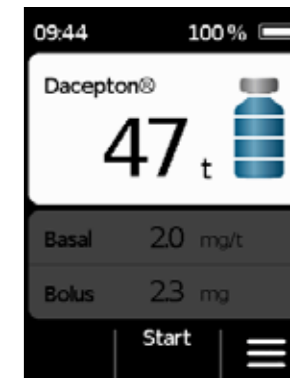 09:44 100 %
Dacepton®
47 t
Basal 2.0 mg/t
Bolus 2.3 mg
Start